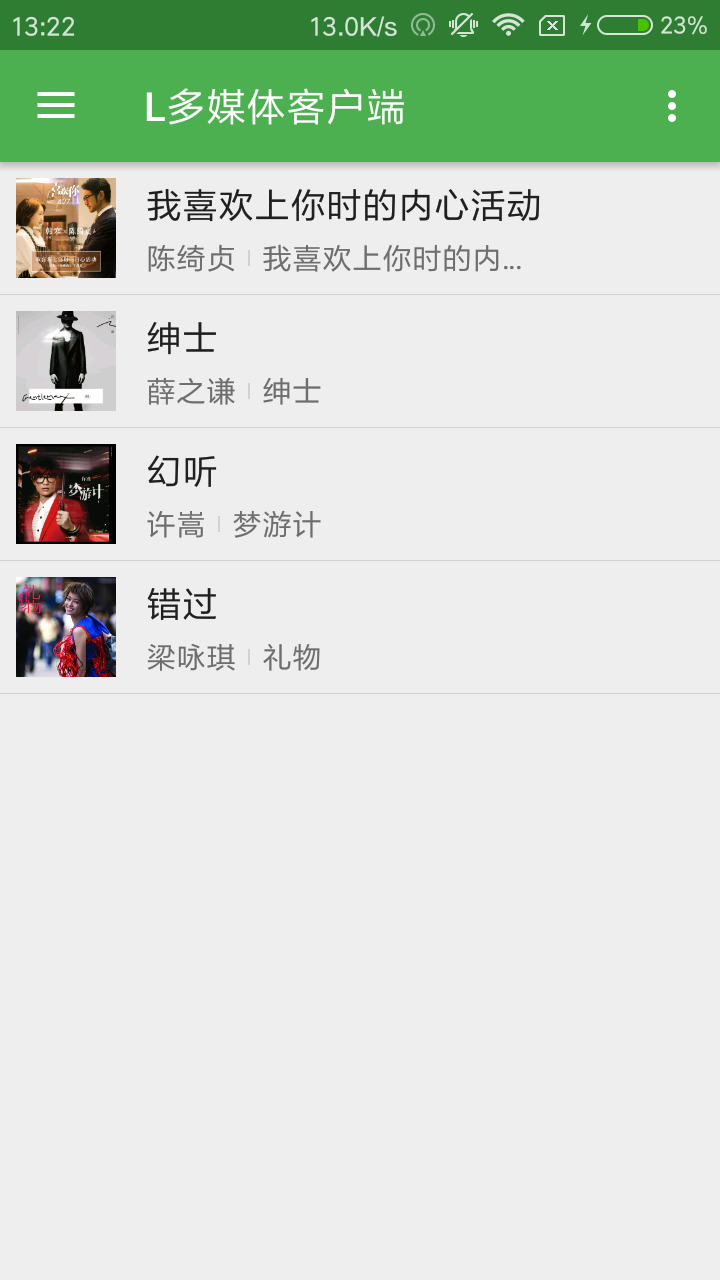 13:22 13.0K/s 23%
L多媒体客户端
我喜欢上你时的内心活动
陈绮贞 我喜欢上你时的内...
绅士
薛之谦 绅士
幻听
许嵩 梦游计
错过
梁咏琪 礼物